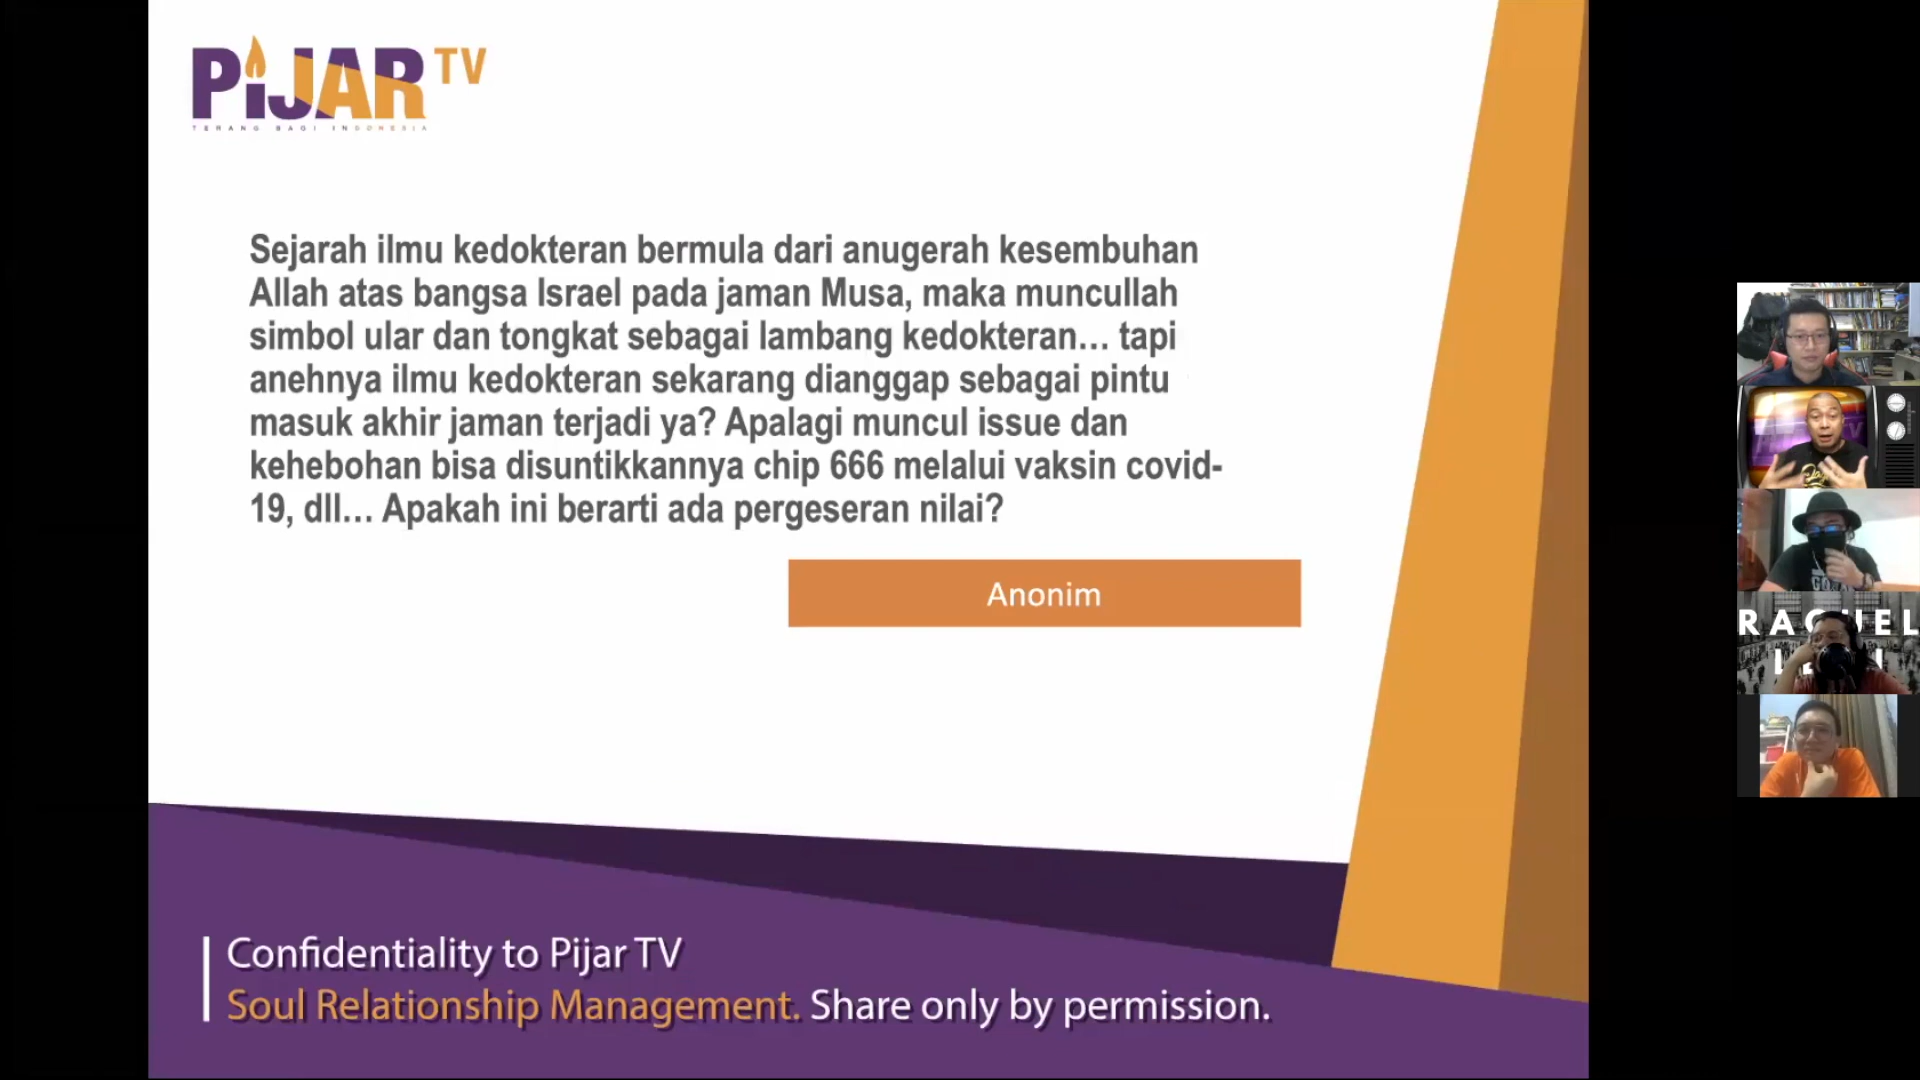 PiJAR TV
TERANG BAGI INDONESIA
Sejarah ilmu kedokteran bermula dari anugerah kesembuhan
Allah atas bangsa Israel pada jaman Musa, maka muncullah
simbol ular dan tongkat sebagai lambang kedokteran... tapi
anehnya ilmu kedokteran sekarang dianggap sebagai pintu
masuk akhir jaman terjadi ya? Apalagi muncul issue dan
kehebohan bisa disuntikkannya chip 666 melalui vaksin covid-
19, dll... Apakah ini berarti ada pergeseran nilai?
Anonim
Confidentiality to Pijar TV
Soul Relationship Management. Share only by permission.